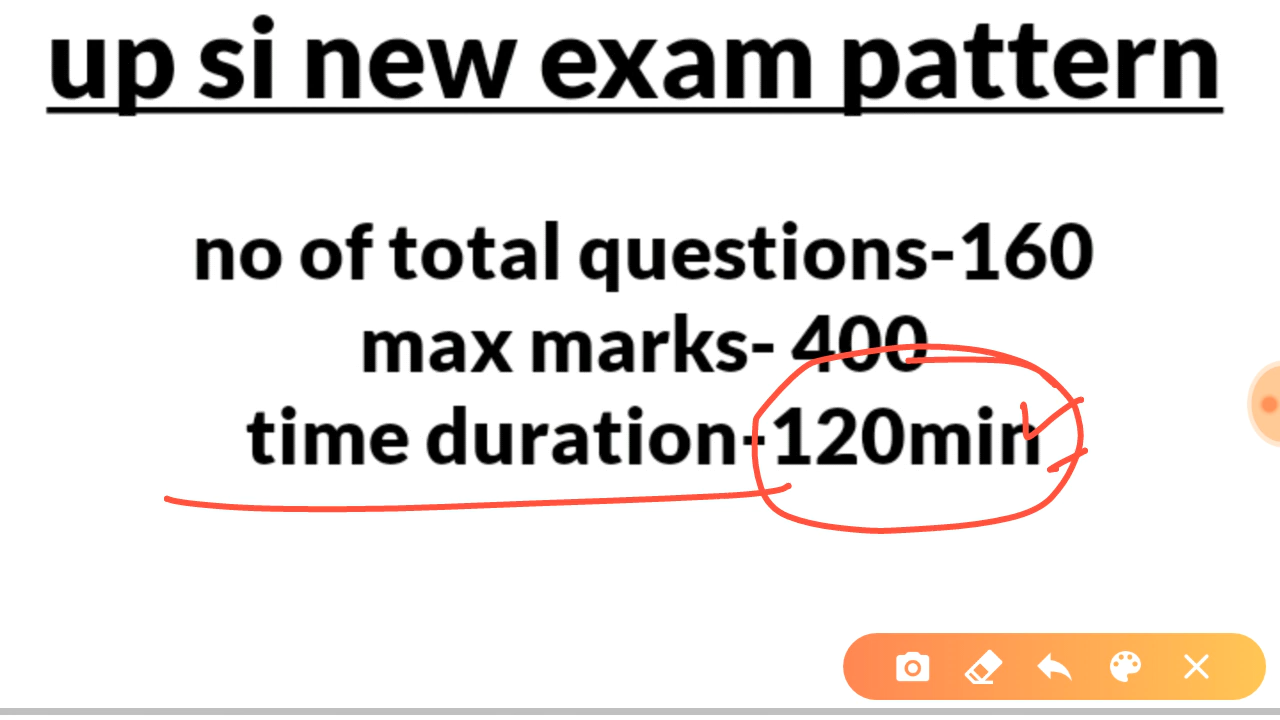 up si new exam pattern
no of total questions-160
max marks- 400
time duration-120min